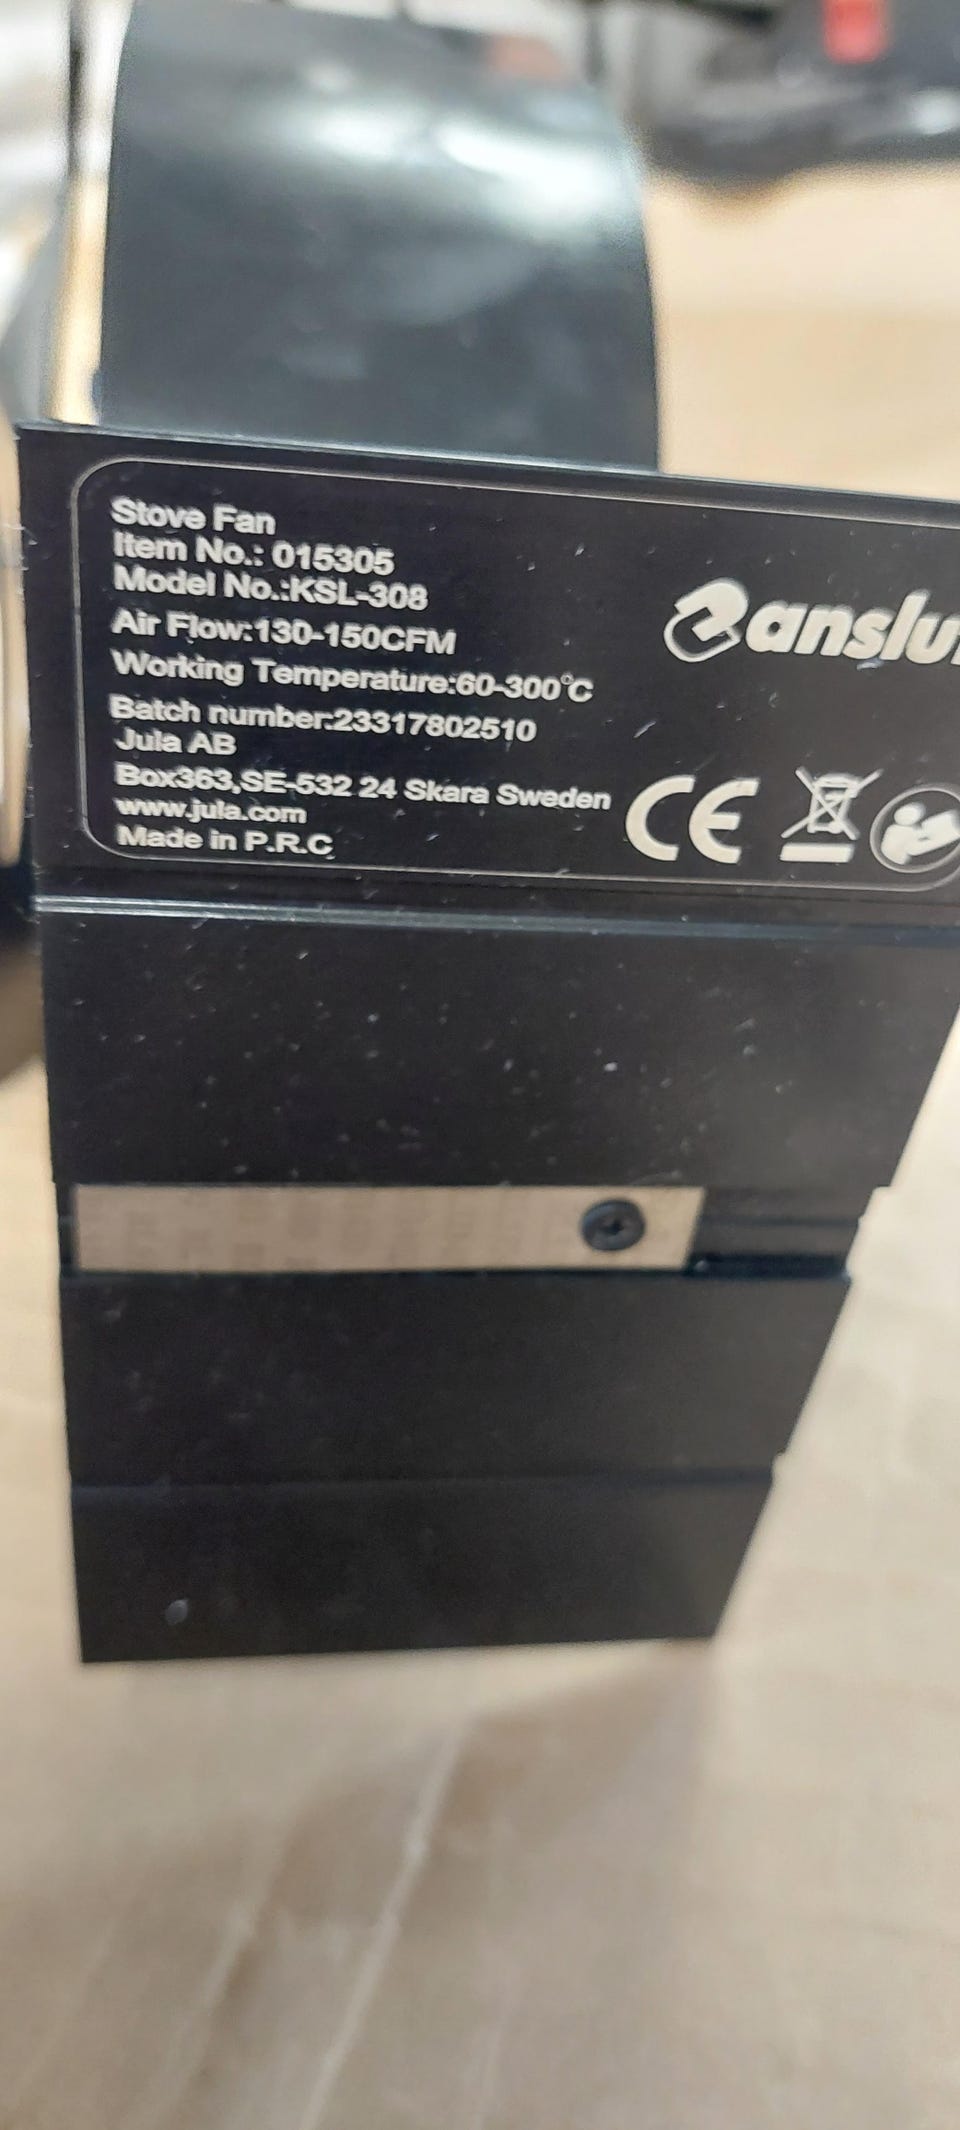 Stove Fan
Item No.: 015305
Model No.:KSL-308
Air Flow:130-150CFM
Working Temperature:60-300°C
Batch number:23317802510
Jula AB
Box363,SE-532 24 Skara Sweden
www.jula.com
Made in P.R.C
anslu
CE